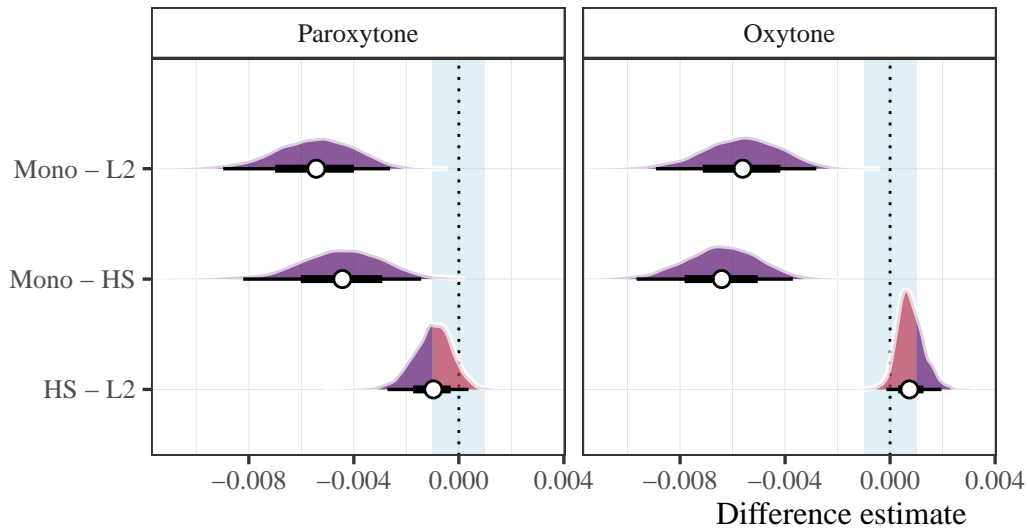 Paroxytone
Oxytone
Mono − L2
Mono − HS
HS − L2
−0.008 −0.004 0.000 0.004
−0.008 −0.004 0.000 0.004
Difference estimate